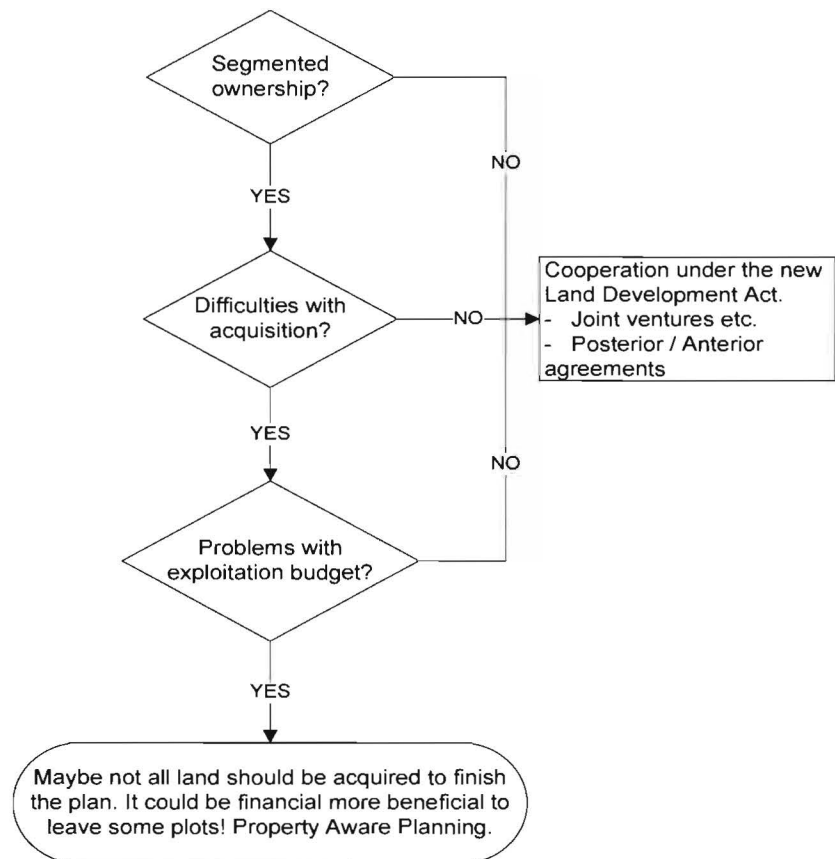 Segmented
ownership?
NO
YES
Difficulties with
acquisition?
NO
Cooperation under the new
Land Development Act.
- Joint ventures etc.
- Posterior / Anterior
agreements
YES
NO
Problems with
exploitation budget?
YES
Maybe not all land should be acquired to finish
the plan. It could be financial more beneficial to
leave some plots! Property Aware Planning.